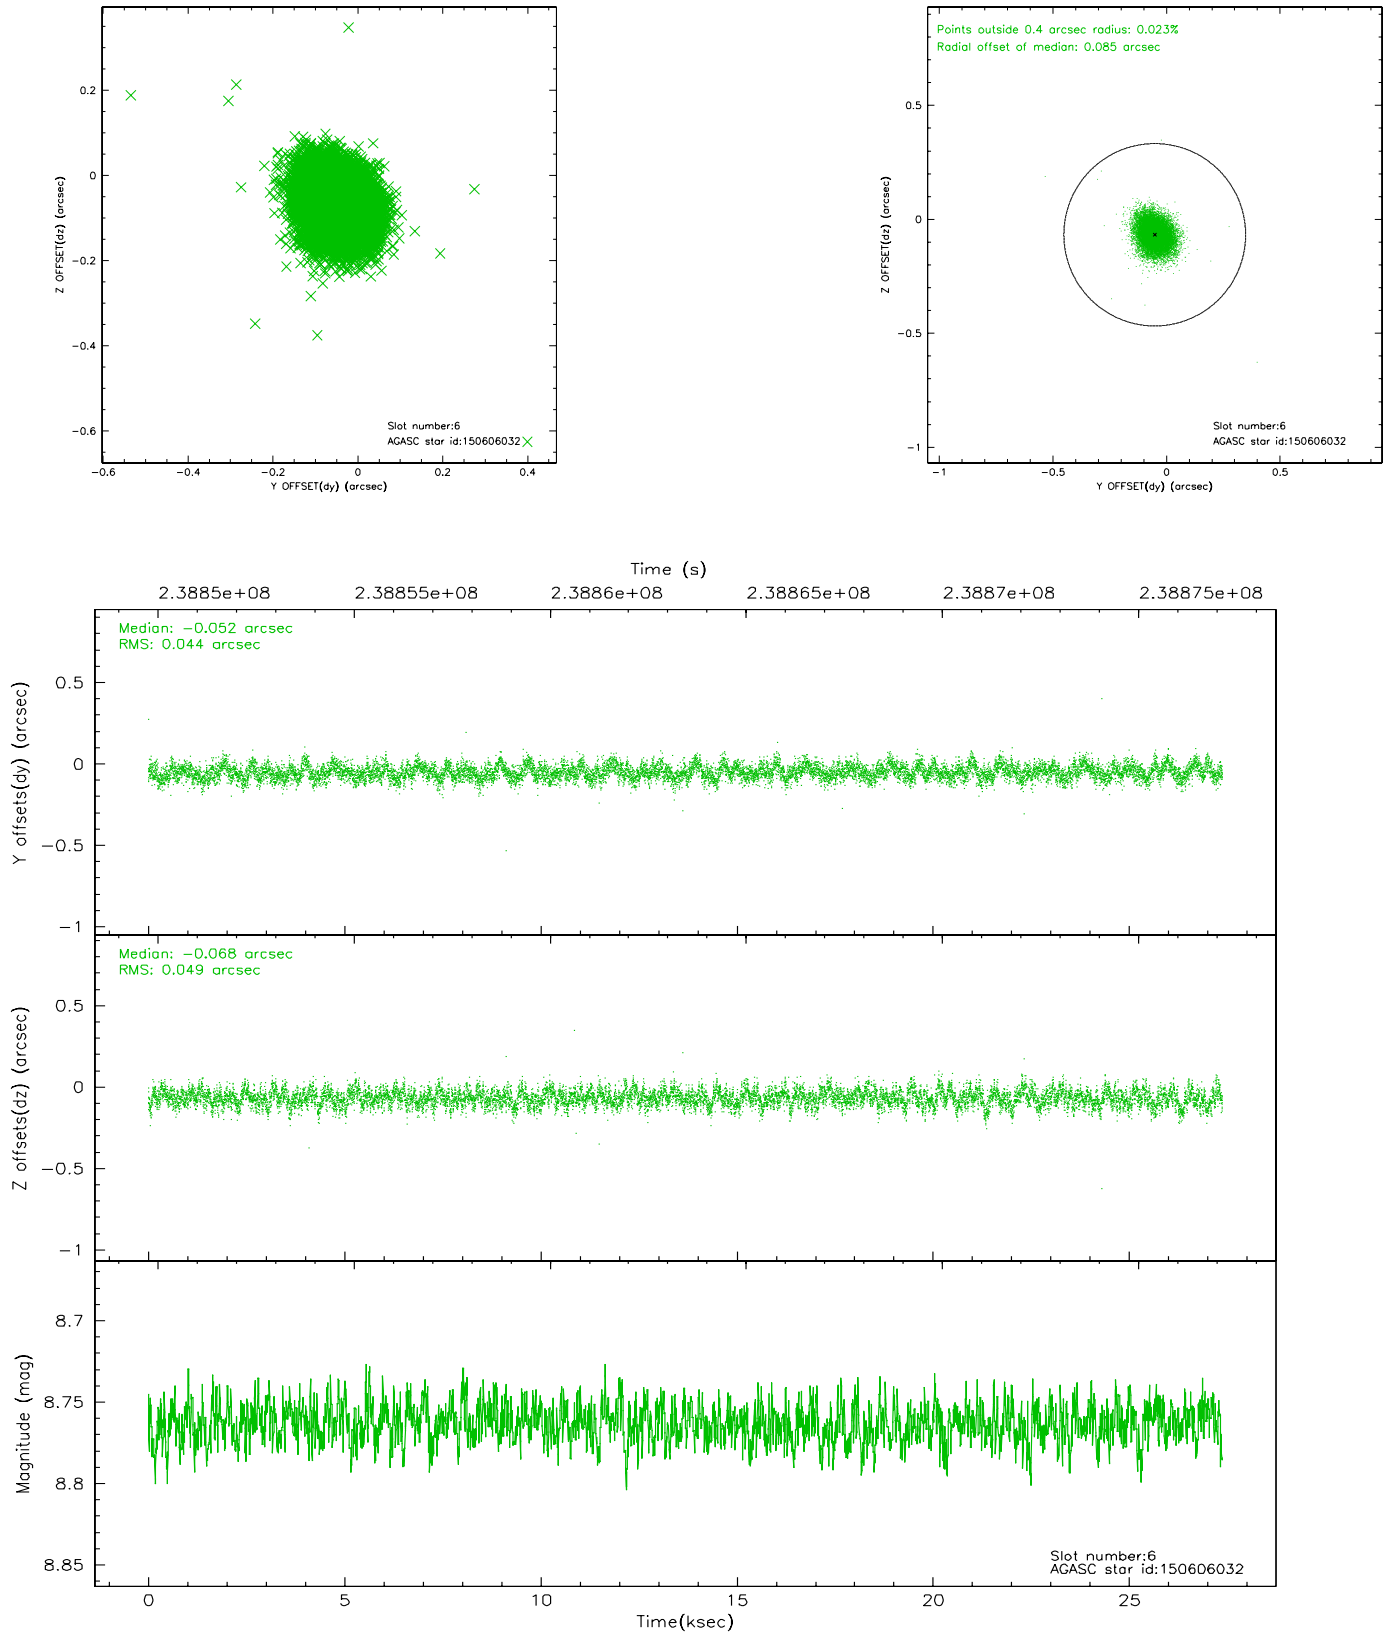 0.2
0
-0.2
-0.4
-0.6
Z OFFSET(dz) (arcsec)
Slot number:6
AGASC star id:150606032
-0.6 -0.4 -0.2 0 0.2 0.4
Y OFFSET(dy) (arcsec)
Points outside 0.4 arcsec radius: 0.023%
Radial offset of median: 0.085 arcsec
0.5
0
-0.5
-1
Z OFFSET(dz) (arcsec)
Slot number:6
AGASC star id:150606032
-1 -0.5 0 0.5
Y OFFSET(dy) (arcsec)
Time (s)
2.3885e+08 2.38855e+08 2.3886e+08 2.38865e+08 2.3887e+08 2.38875e+08
Median: -0.052 arcsec
RMS: 0.044 arcsec
0.5
0
-0.5
-1
Y offsets(dy) (arcsec)
Median: -0.068 arcsec
RMS: 0.049 arcsec
0.5
0
-0.5
-1
Z offsets(dz) (arcsec)
8.7
8.75
8.8
8.85
Magnitude (mag)
Slot number:6
AGASC star id:150606032
0 5 10 15 20 25
Time(ksec)